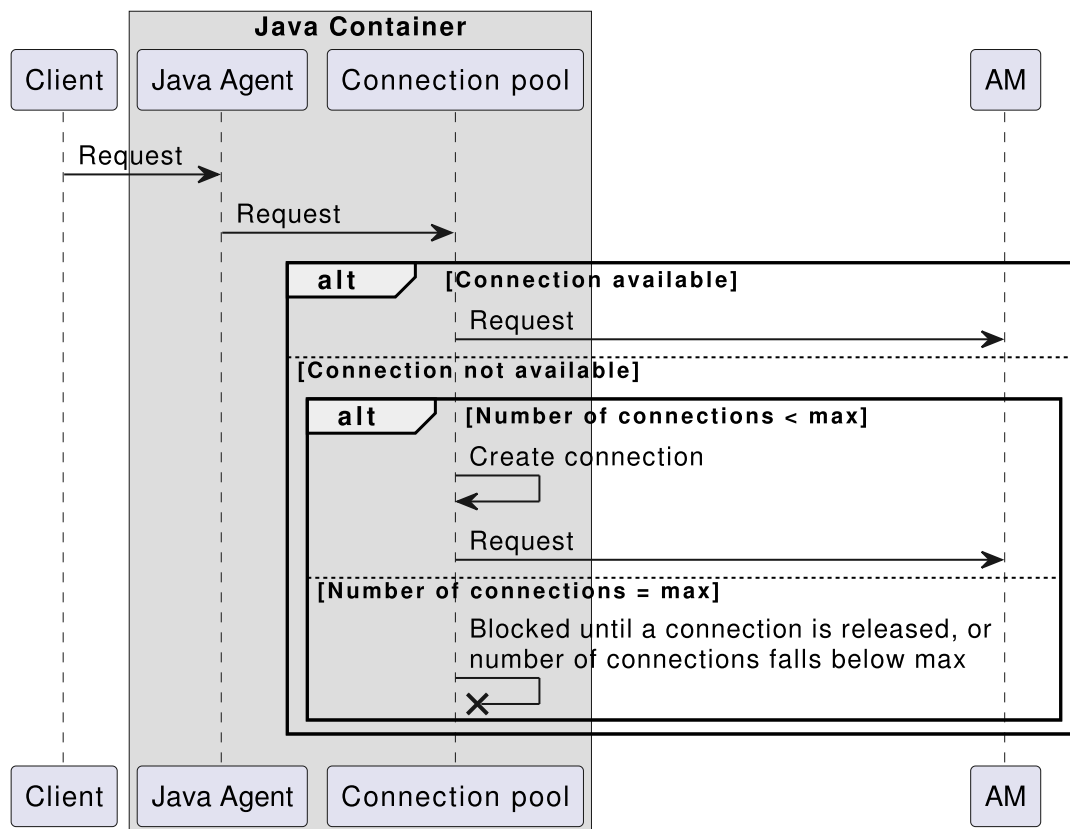 Java Container
Client
Java Agent
Connection pool
AM
Request
Request
alt
[Connection available]
Request
[Connection not available]
alt
[Number of connections < max]
Create connection
Request
[Number of connections = max]
Blocked until a connection is released, or
number of connections falls below max
Client
Java Agent
Connection pool
AM